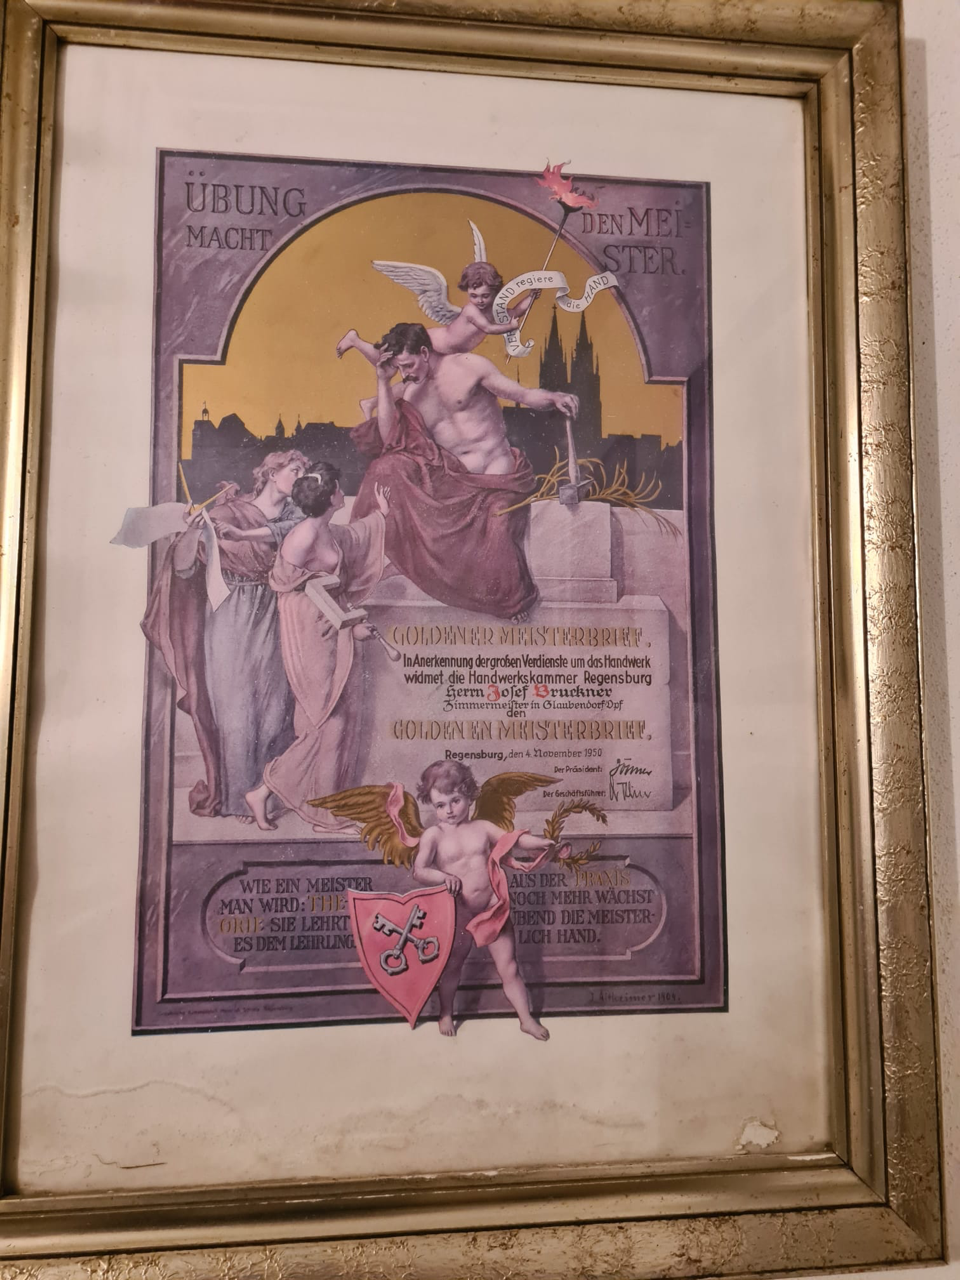 ÜBUNG
MACHT
DEN MEI-
STER.
VERSTAND regiere die HAND
GOLDENER MEISTERBRIEF,
In Anerkennung der großen Verdienste um das Handwerk
widmet die Handwerkskammer Regensburg
Herrn Josef Bruckner
Zimmermeister in Glaubendorf Opf
den
GOLDENEN MEISTERBRIEF,
Regensburg, den 4. November 1950
Der Präsident:
Der Geschäftsführer:
WIE EIN MEISTER
MAN WIRD: THE-
ORIE SIE LEHRT
ES DEM LEHRLING.
AUS DER PRAXIS
NOCH MEHR WÄCHST
ÜBEND DIE MEISTER-
LICH HAND.